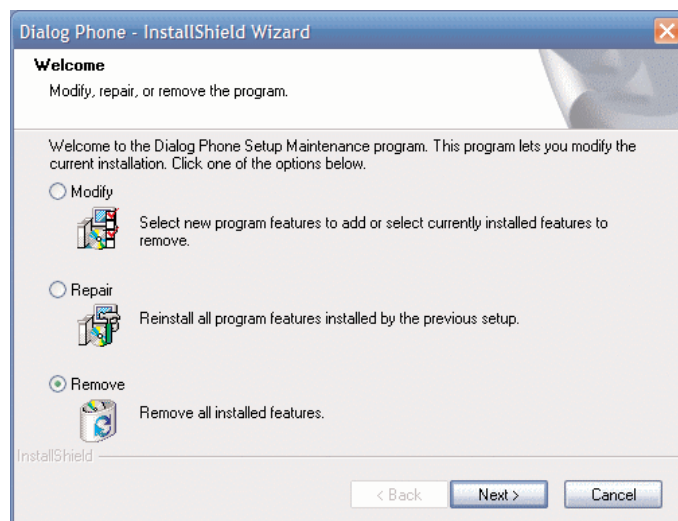 Dialog Phone - InstallShield Wizard
Welcome
Modify, repair, or remove the program.
Welcome to the Dialog Phone Setup Maintenance program. This program lets you modify the
current installation. Click one of the options below.
Modify
Select new program features to add or select currently installed features to
remove.
Repair
Reinstall all program features installed by the previous setup.
Remove
Remove all installed features.
InstallShield
< Back
Next >
Cancel